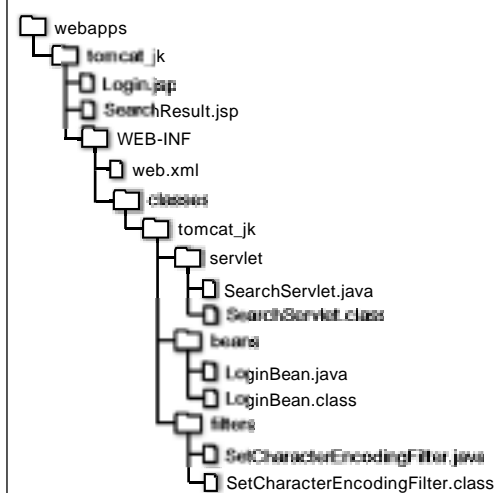 webapps
tomcat_jk
Login.jsp
SearchResult.jsp
WEB-INF
web.xml
classes
tomcat_jk
servlet
SearchServlet.java
SearchServlet.class
beans
LoginBean.java
LoginBean.class
filters
SetCharacterEncodingFilter.java
SetCharacterEncodingFilter.class